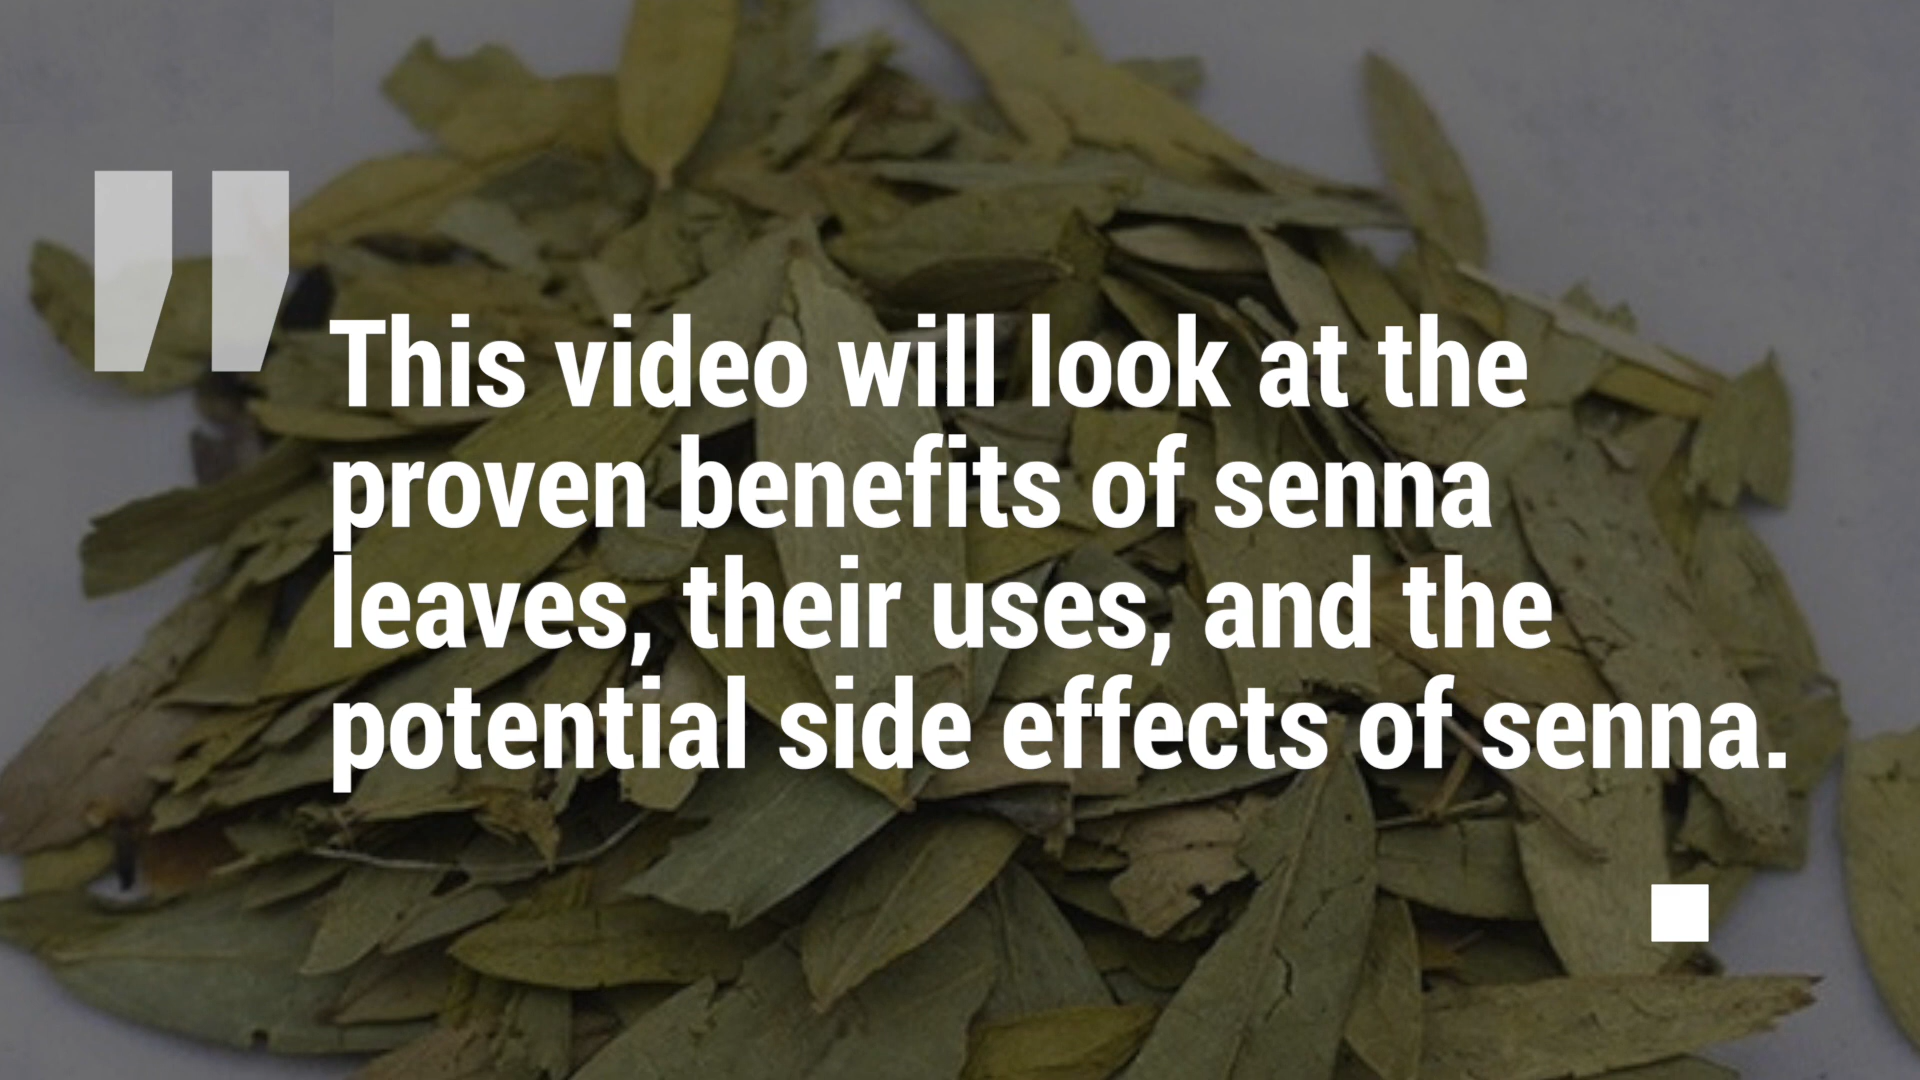 "
This video will look at the
proven benefits of senna
leaves, their uses, and the
potential side effects of senna.